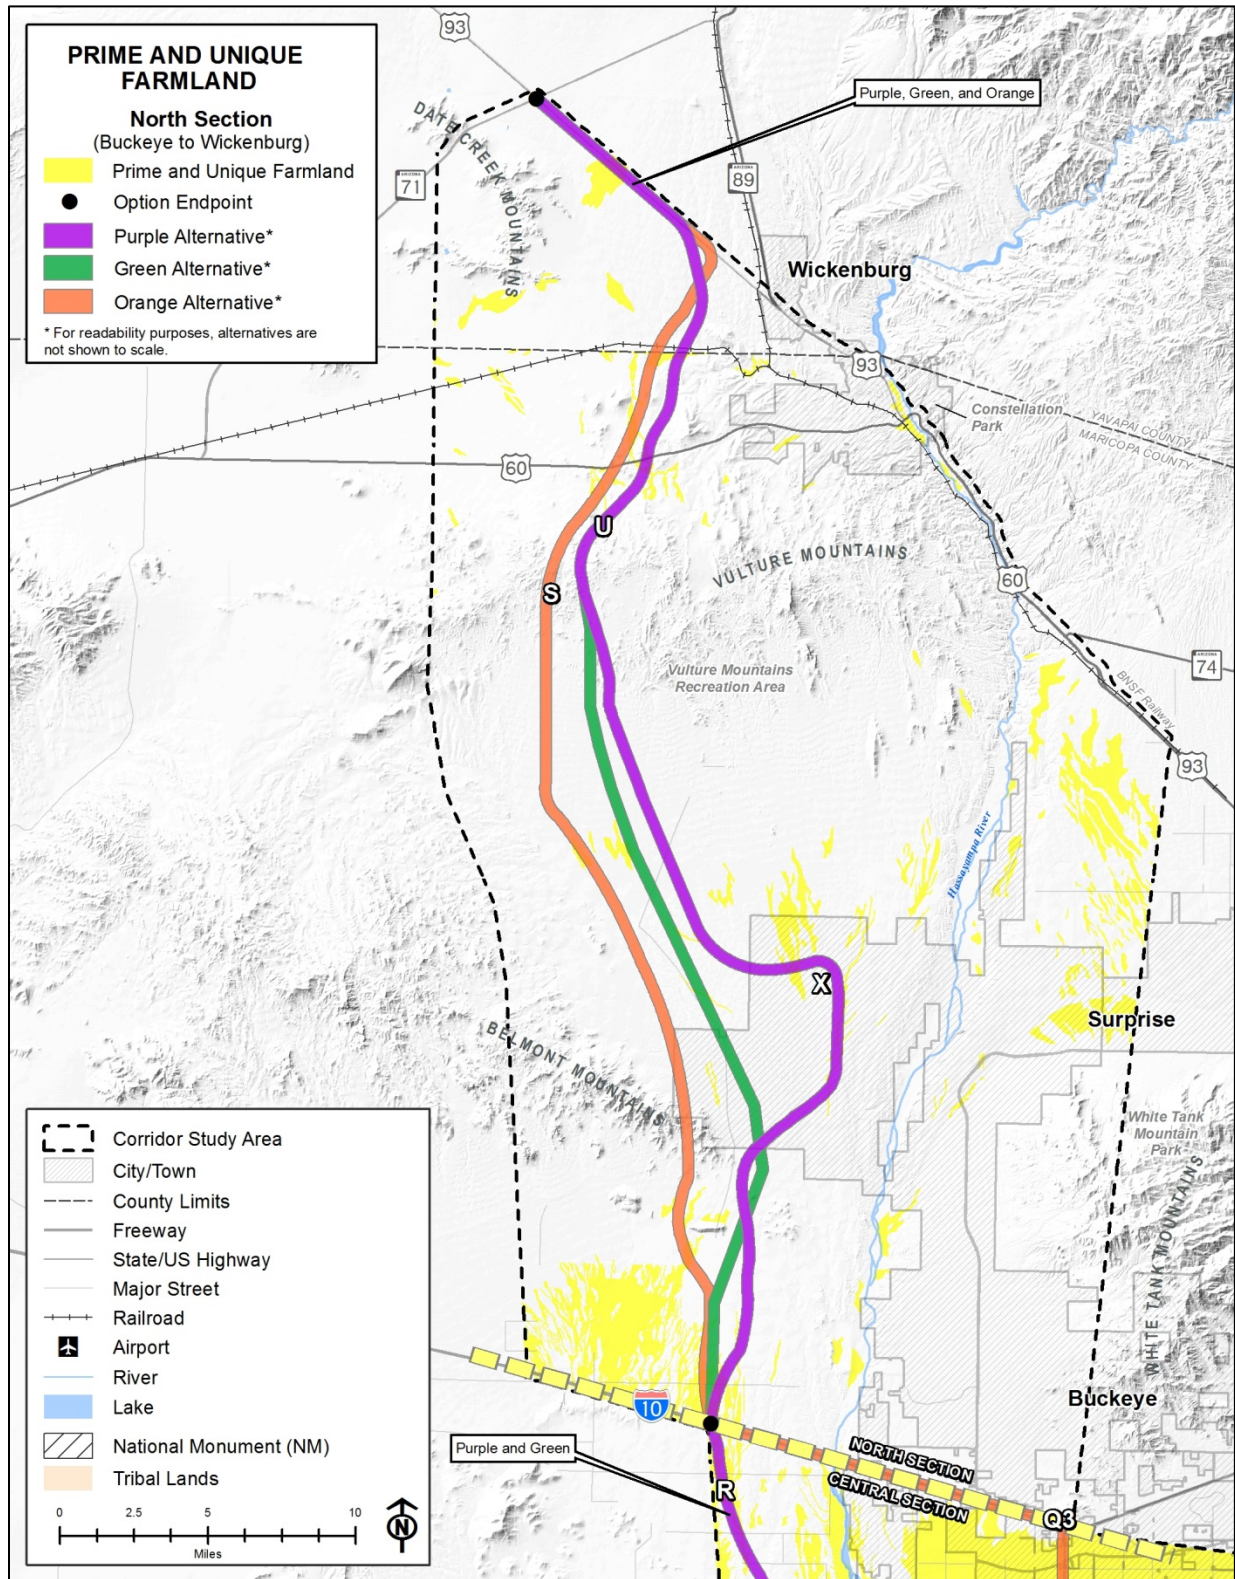 PRIME AND UNIQUE
FARMLAND
North Section
(Buckeye to Wickenburg)
Prime and Unique Farmland
Option Endpoint
Purple Alternative*
Green Alternative*
Orange Alternative*
* For readability purposes, alternatives are
not shown to scale.
93
Purple, Green, and Orange
DATE CREEK MOUNTAINS
ARIZONA
71
ARIZONA
89
Wickenburg
93
Constellation
Park
YAVAPAI COUNTY
MARICOPA COUNTY
60
U
S
VULTURE MOUNTAINS
60
Vulture Mountains
Recreation Area
ARIZONA
74
BNSF Railway
93
Hassayampa River
X
Surprise
BELMONT MOUNTAINS
White Tank
Mountain
Park
WHITE TANK MOUNTAINS
Buckeye
10
NORTH SECTION
CENTRAL SECTION
Purple and Green
R
Q3
Corridor Study Area
City/Town
County Limits
Freeway
State/US Highway
Major Street
Railroad
Airport
River
Lake
National Monument (NM)
Tribal Lands
0 2.5 5 10
Miles
N